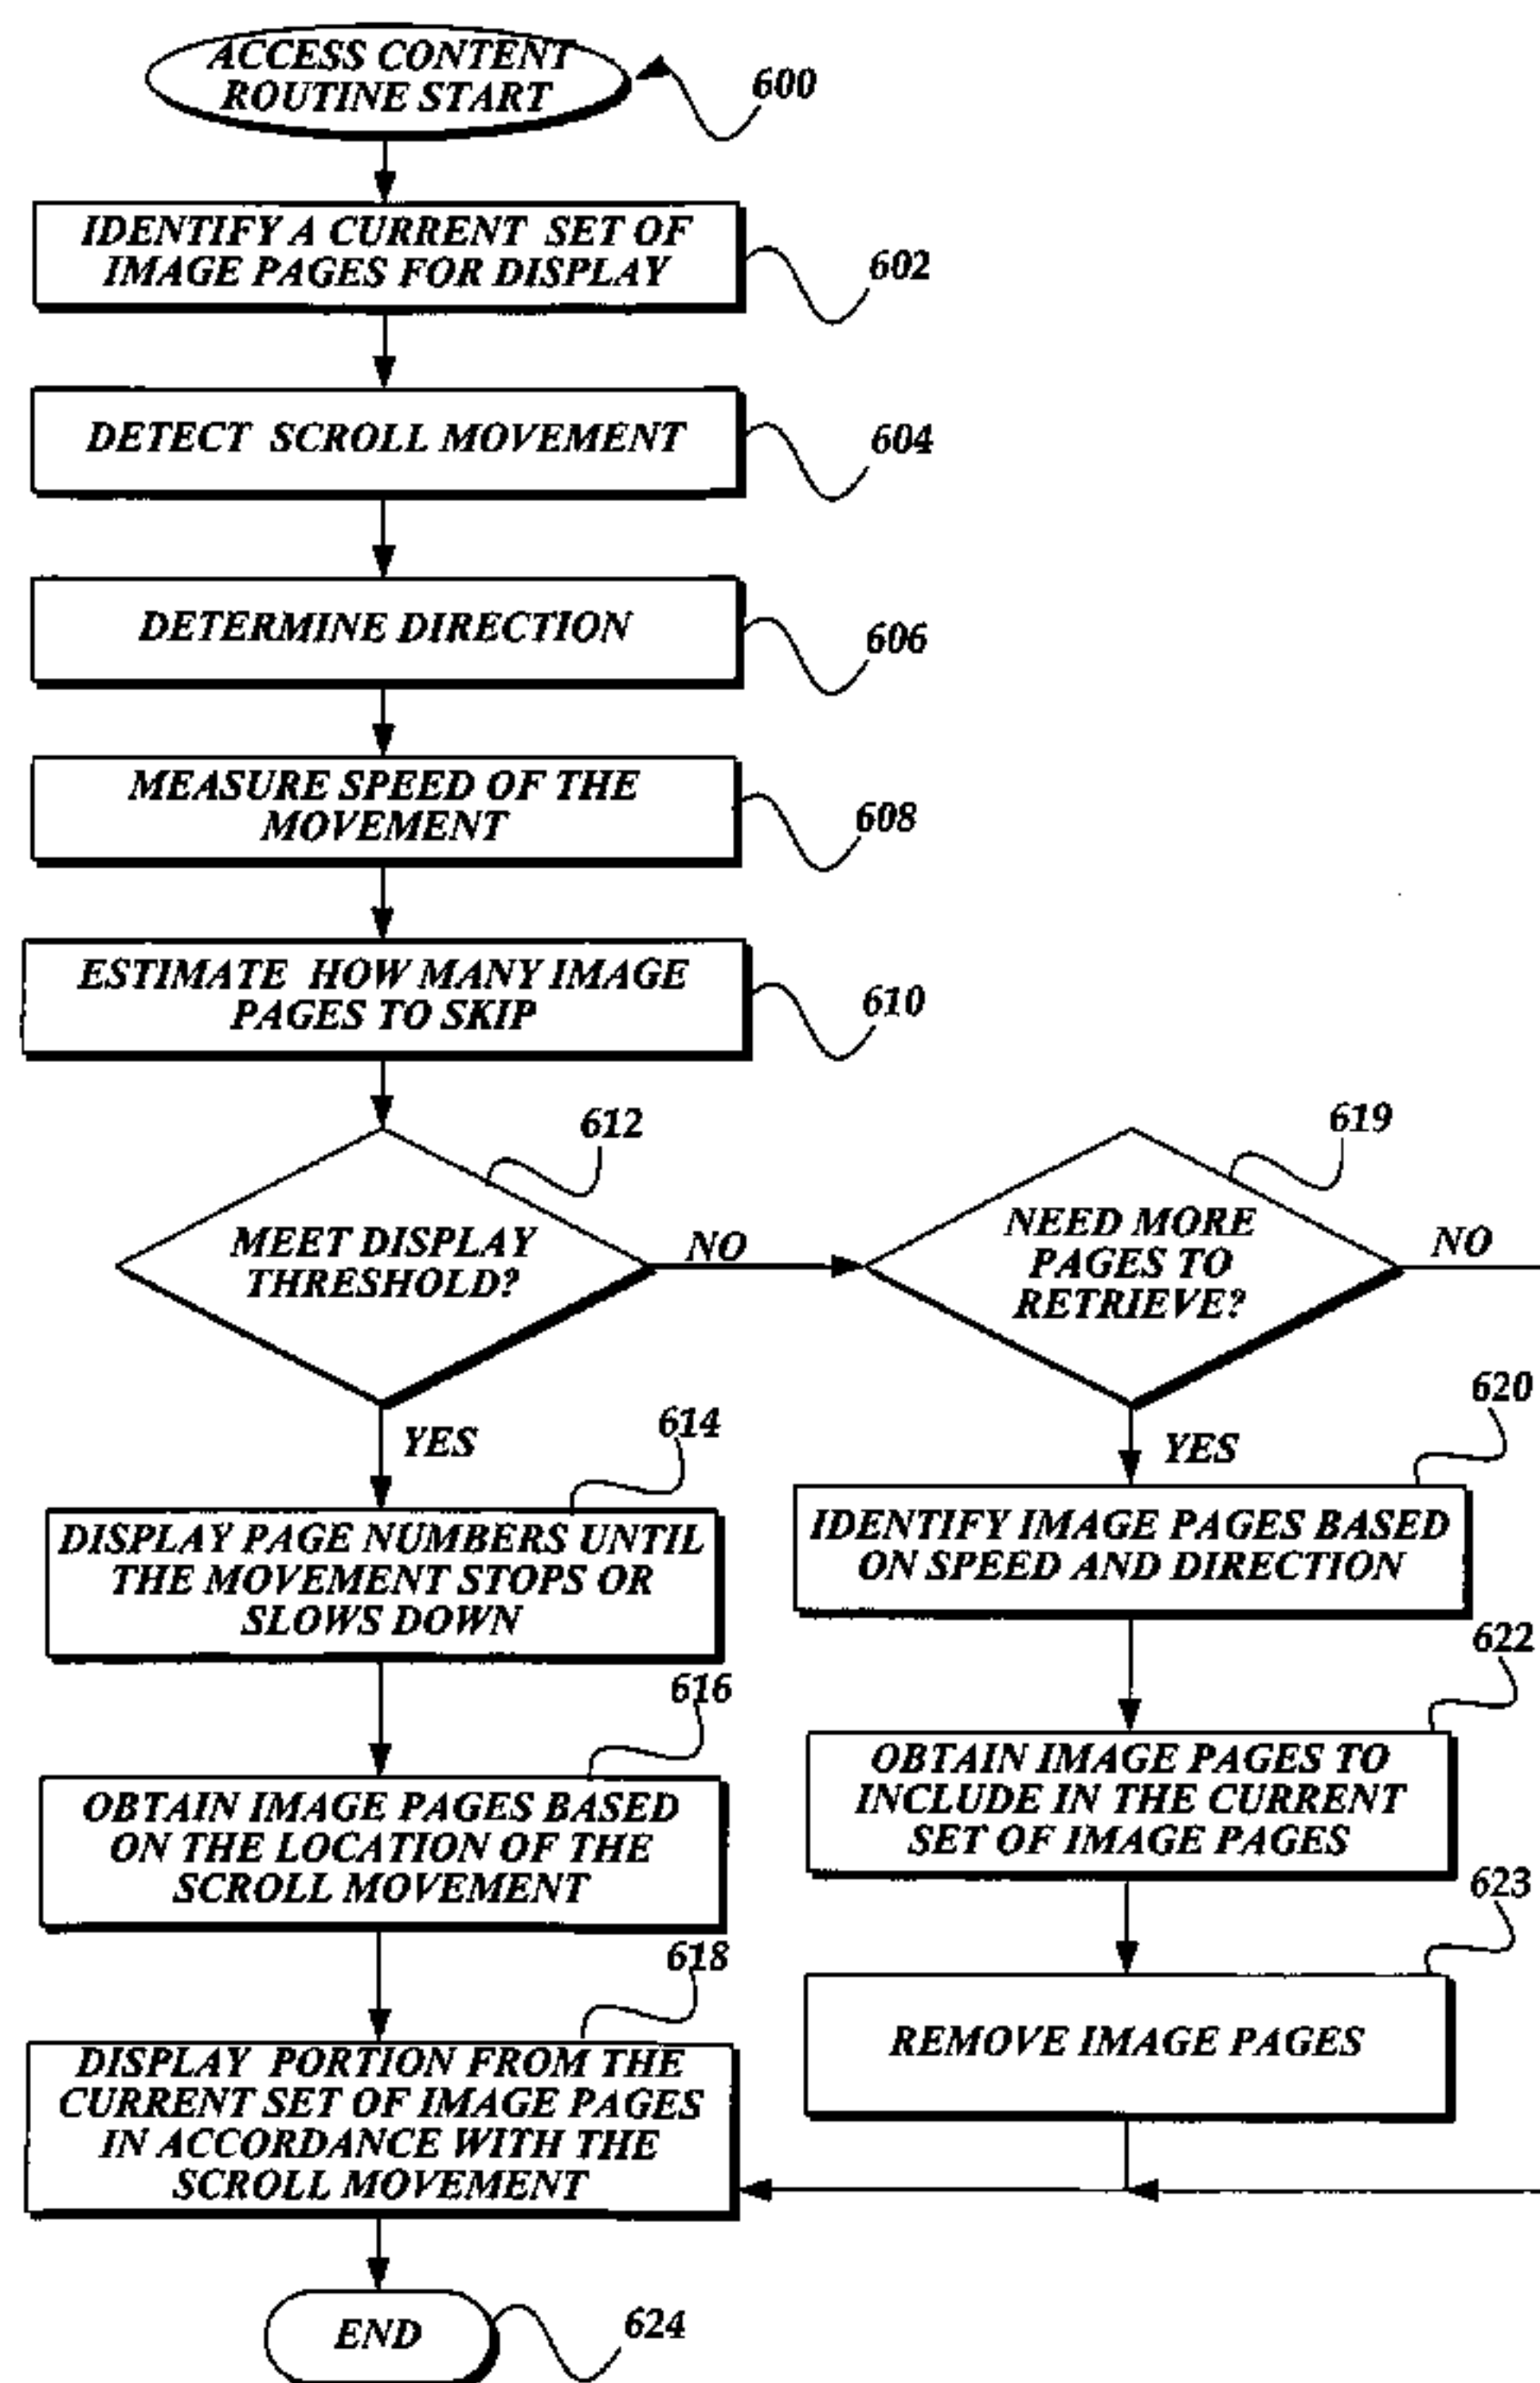 ACCESS CONTENT
ROUTINE START
600
IDENTIFY A CURRENT SET OF
IMAGE PAGES FOR DISPLAY
602
DETECT SCROLL MOVEMENT
604
DETERMINE DIRECTION
606
MEASURE SPEED OF THE
MOVEMENT
608
ESTIMATE HOW MANY IMAGE
PAGES TO SKIP
610
612
MEET DISPLAY
THRESHOLD?
NO
YES
619
NEED MORE
PAGES TO
RETRIEVE?
NO
YES
614
DISPLAY PAGE NUMBERS UNTIL
THE MOVEMENT STOPS OR
SLOWS DOWN
616
OBTAIN IMAGE PAGES BASED
ON THE LOCATION OF THE
SCROLL MOVEMENT
618
DISPLAY PORTION FROM THE
CURRENT SET OF IMAGE PAGES
IN ACCORDANCE WITH THE
SCROLL MOVEMENT
620
IDENTIFY IMAGE PAGES BASED
ON SPEED AND DIRECTION
622
OBTAIN IMAGE PAGES TO
INCLUDE IN THE CURRENT
SET OF IMAGE PAGES
623
REMOVE IMAGE PAGES
END
624